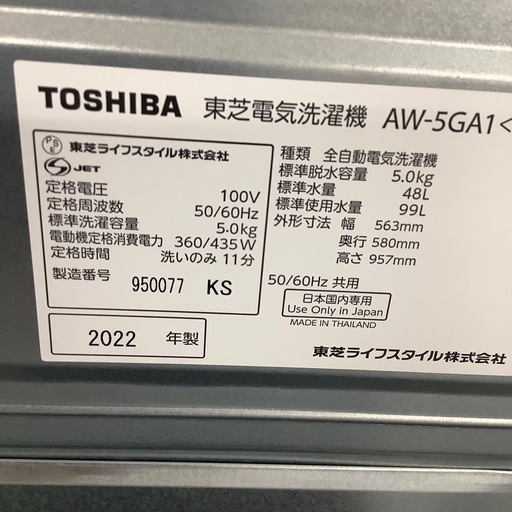 TOSHIBA 東芝電気洗濯機 AW-5GA1<
PSE 東芝ライフスタイル株式会社
S JET
定格電圧 100V
定格周波数 50/60Hz
標準洗濯容量 5.0kg
電動機定格消費電力 360/435W
定格時間 洗いのみ 11分
製造番号 950077 KS
2022 年製
種類 全自動電気洗濯機
標準脱水容量 5.0kg
標準水量 48L
標準使用水量 99L
外形寸法 幅 563mm
奥行 580mm
高さ 957mm
50/60Hz 共用
日本国内専用
Use Only in Japan
MADE IN THAILAND
東芝ライフスタイル株式会社